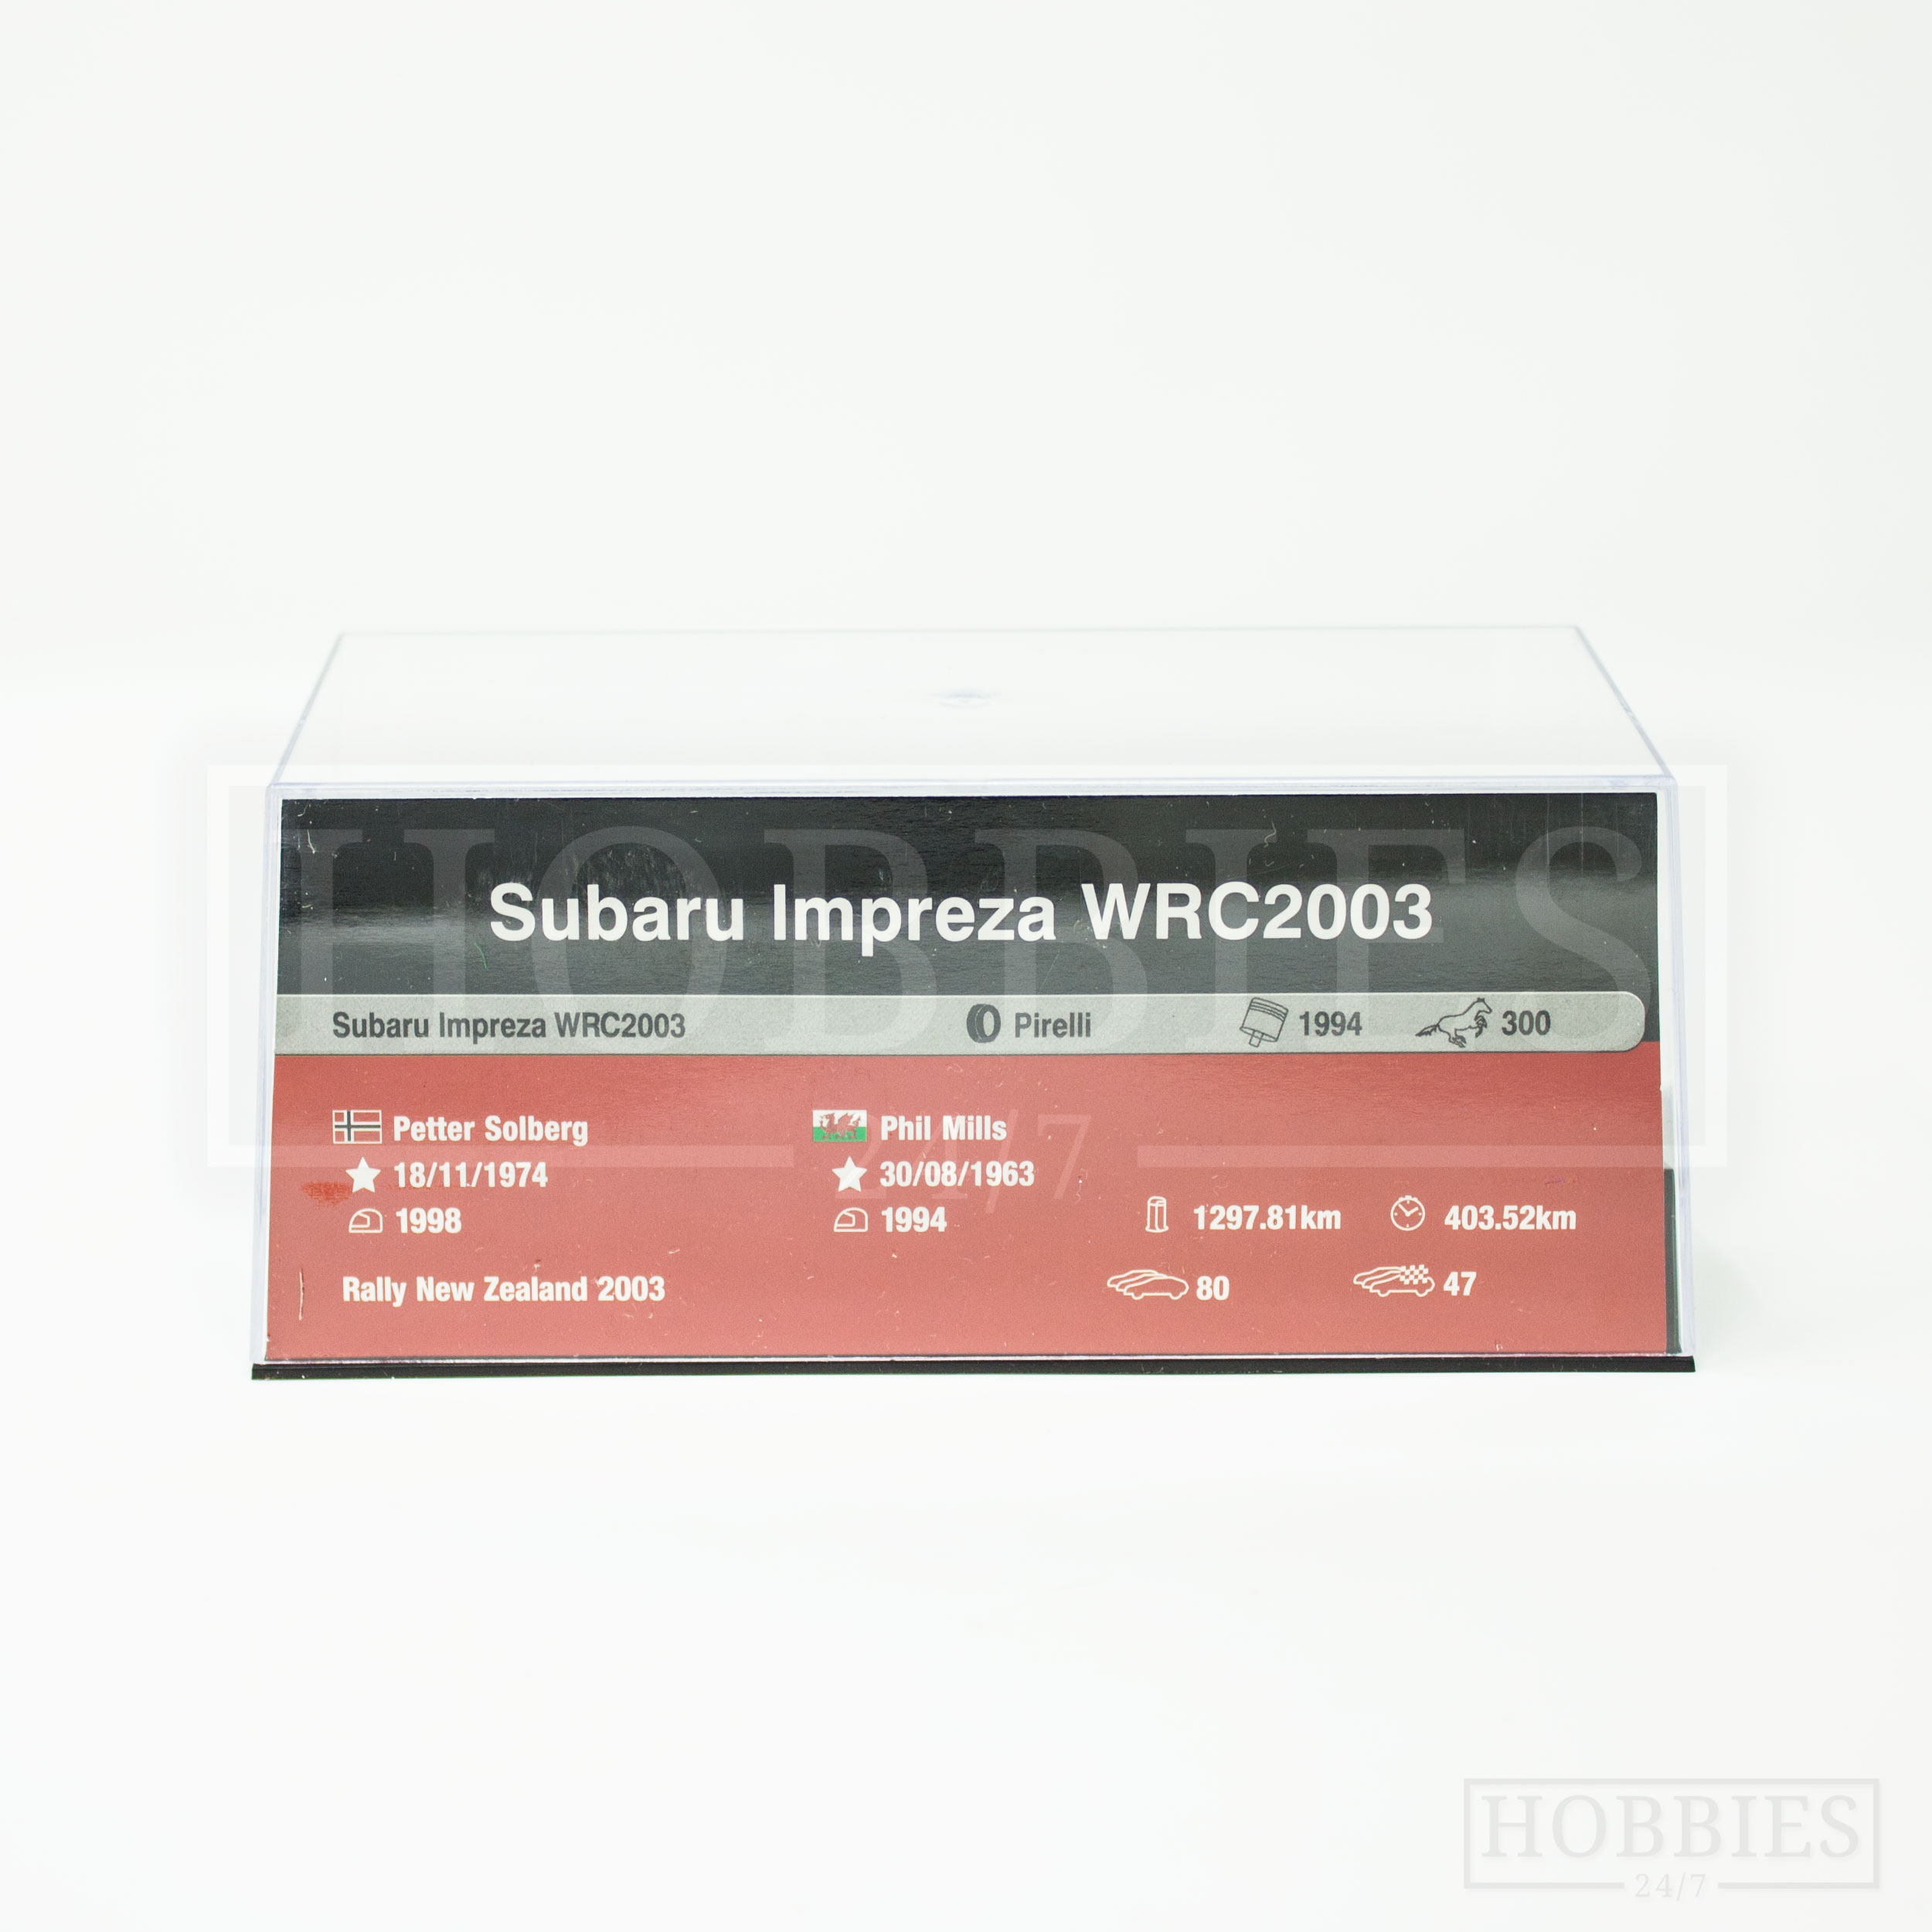 Subaru Impreza WRC2003
Subaru Impreza WRC2003 Pirelli 1994 300
Petter Solberg Phil Mills
18/11/1974 30/08/1963
1998 1994 1297.81km 403.52km
Rally New Zealand 2003 80 47
HOBBIES
24/7
HOBBIES
24/7